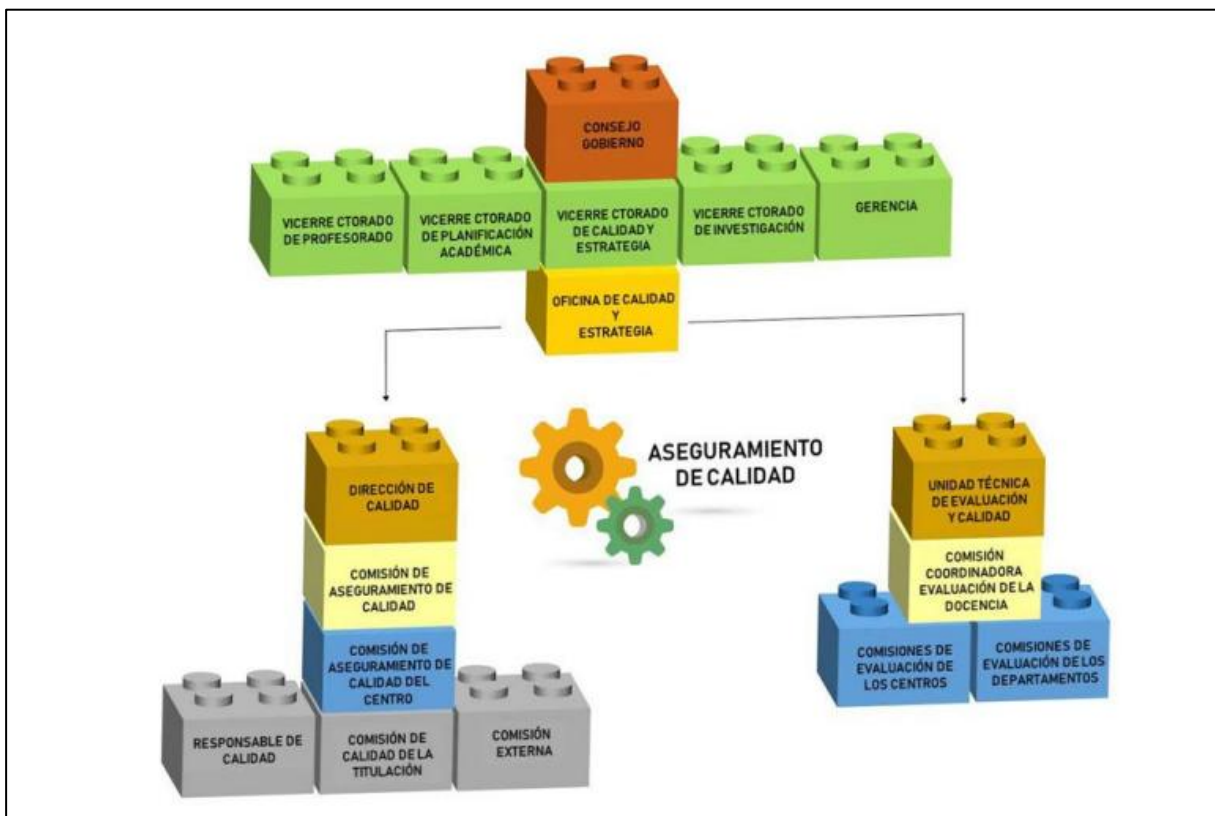 CONSEJO
GOBIERNO
VICERRE CTORADO
DE PROFESORADO
VICERRE CTORADO
DE PLANIFICACIÓN
ACADÉMICA
VICERRE CTORADO
DE CALIDAD Y
ESTRATEGIA
VICERRE CTORADO
DE INVESTIGACIÓN
GERENCIA
OFICINA DE CALIDAD
Y
ESTRATEGIA
DIRECCIÓN DE
CALIDAD
COMISIÓN DE
ASEGURAMIENTO DE
CALIDAD
COMISIÓN DE
ASEGURAMIENTO DE
CALIDAD DEL
CENTRO
RESPONSABLE DE
CALIDAD
COMISIÓN DE
CALIDAD DE LA
TITULACIÓN
COMISIÓN
EXTERNA
ASEGURAMIENTO
DE CALIDAD
UNIDAD TÉCNICA
DE EVALUACIÓN
Y CALIDAD
COMISIÓN
COORDINADORA
EVALUACIÓN DE LA
DOCENCIA
COMISIONES DE
EVALUACIÓN DE
LOS CENTROS
COMISIONES DE
EVALUACIÓN DE LOS
DEPARTAMENTOS